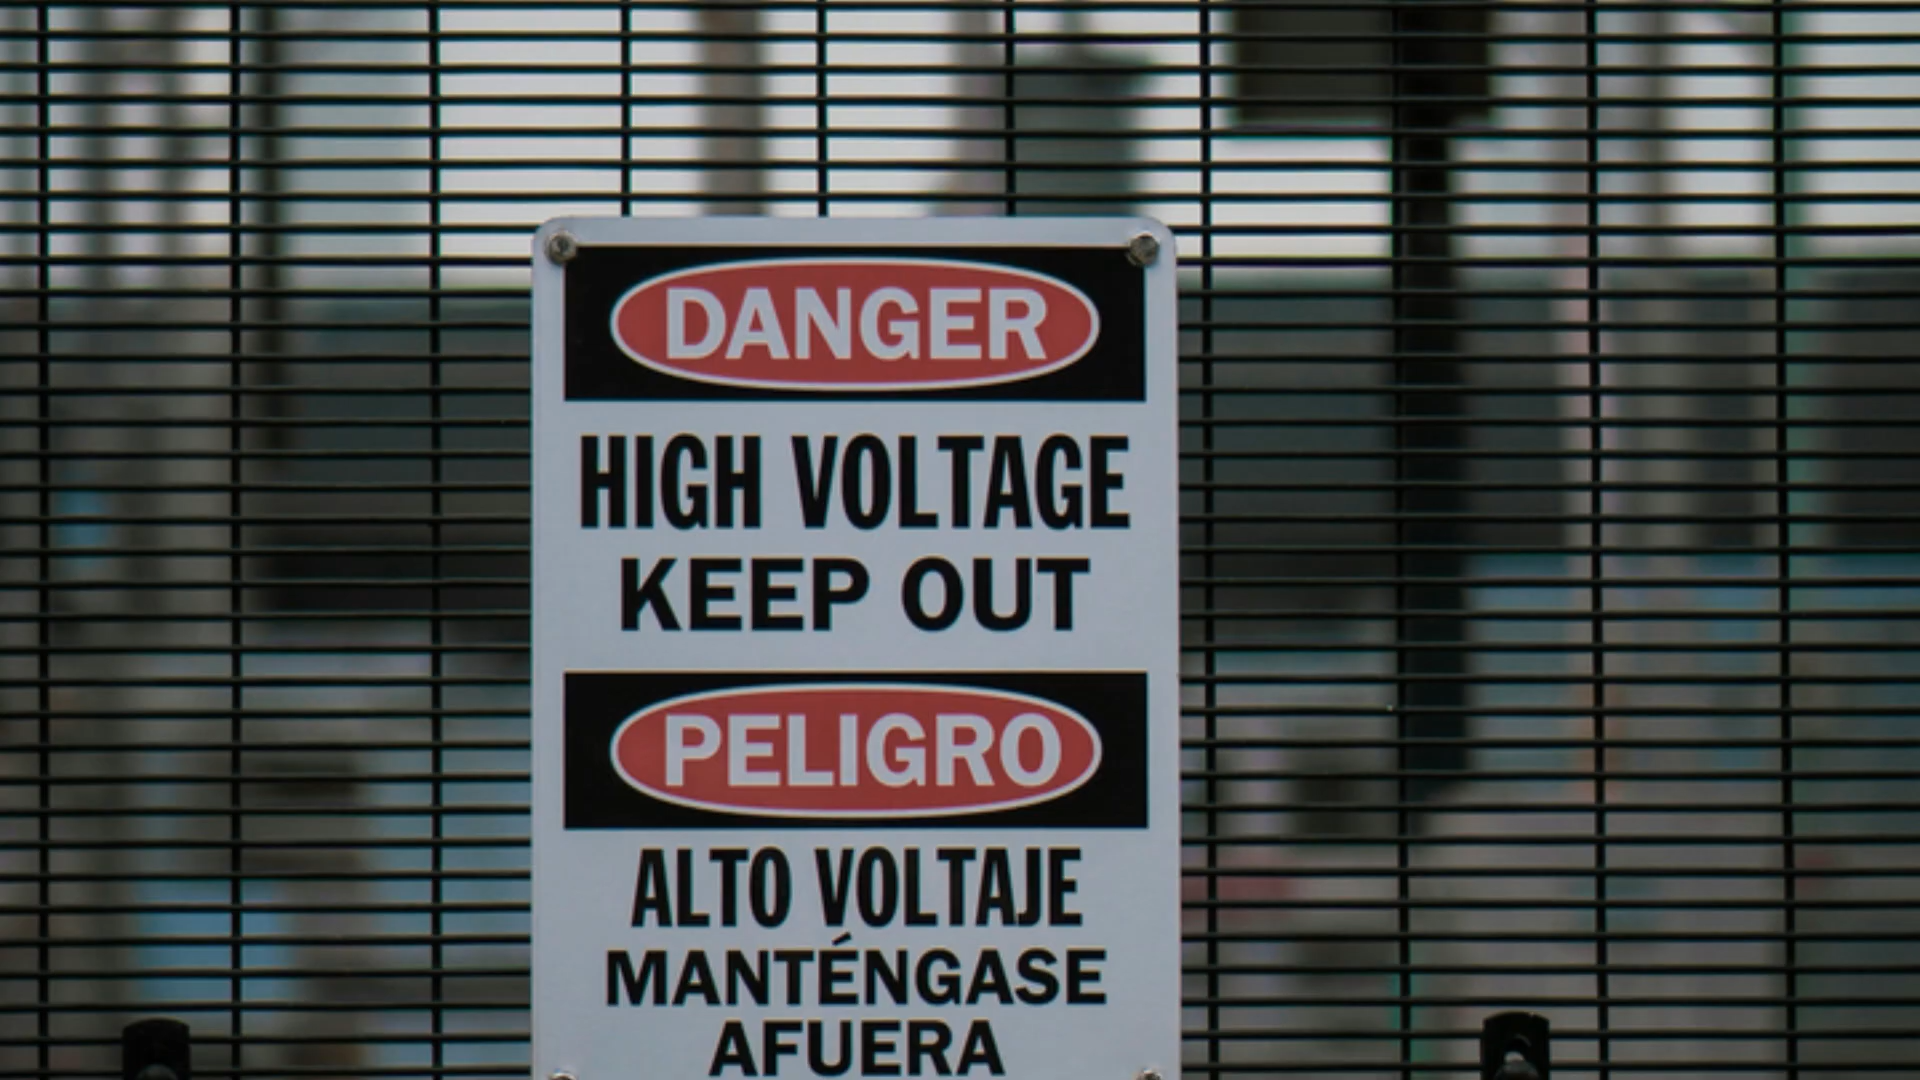 DANGER
HIGH VOLTAGE
KEEP OUT
PELIGRO
ALTO VOLTAJE
MANTÉNGASE
AFUERA